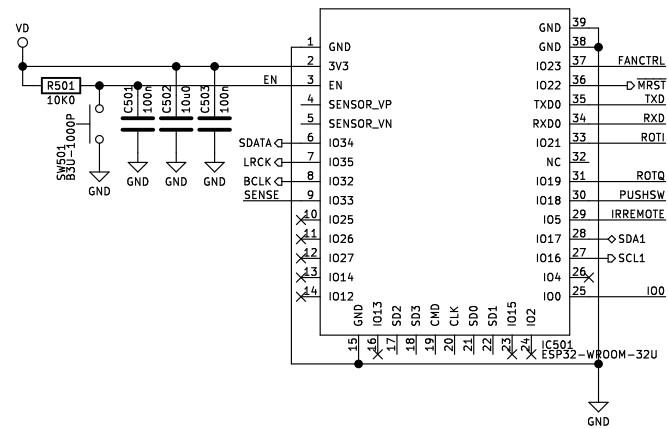 VD
R501
10K0
EN
C501
100n
C502
10u0
C503
100n
SW501
B3U-1000P
GND
GND
GND
GND
SDATA
LRCK
BCLK
SENSE
1 GND
2 3V3
3 EN
4 SENSOR_VP
5 SENSOR_VN
6 IO34
7 IO35
8 IO32
9 IO33
10 IO25
11 IO26
12 IO27
13 IO14
14 IO12
GND 39
GND 38
IO23 37 FANCTRL
IO22 36 MRST
TXD0 35 TXD
RXD0 34 RXD
IO21 33 ROTI
NC 32
IO19 31 ROTQ
IO18 30 PUSHSW
IO5 29 IRREMOTE
IO17 28 SDA1
IO16 27 SCL1
IO4 26
IO0 25 IO0
GND 15
IO13 16
SD2 17
SD3 18
CMD 19
CLK 20
SD0 21
SD1 22
IO15 23
IO2 24
IC501
ESP32-WROOM-32U
GND